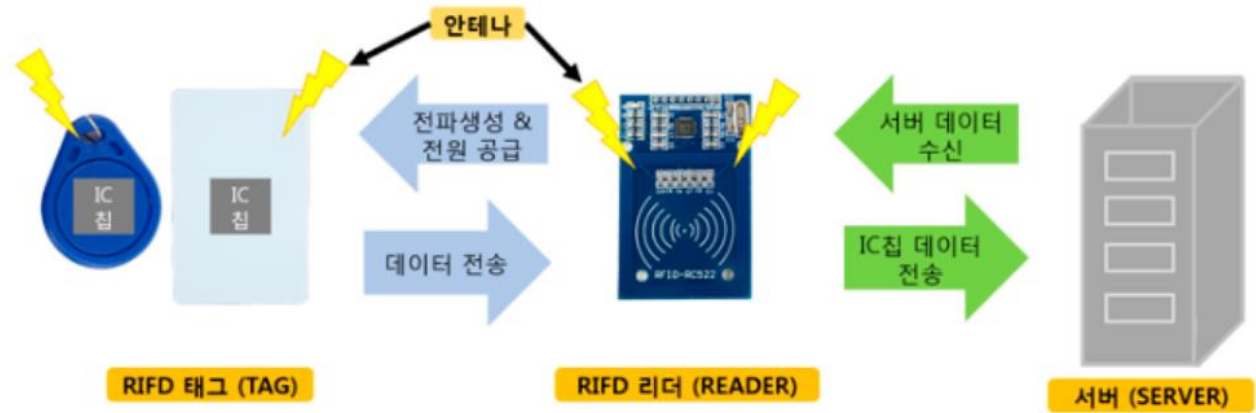 안테나
전파생성 &
전원 공급
서버 데이터
수신
IC
칩
IC
칩
데이터 전송
IC칩 데이터
전송
RFID-RC522
RIFD 태그 (TAG)
RIFD 리더 (READER)
서버 (SERVER)